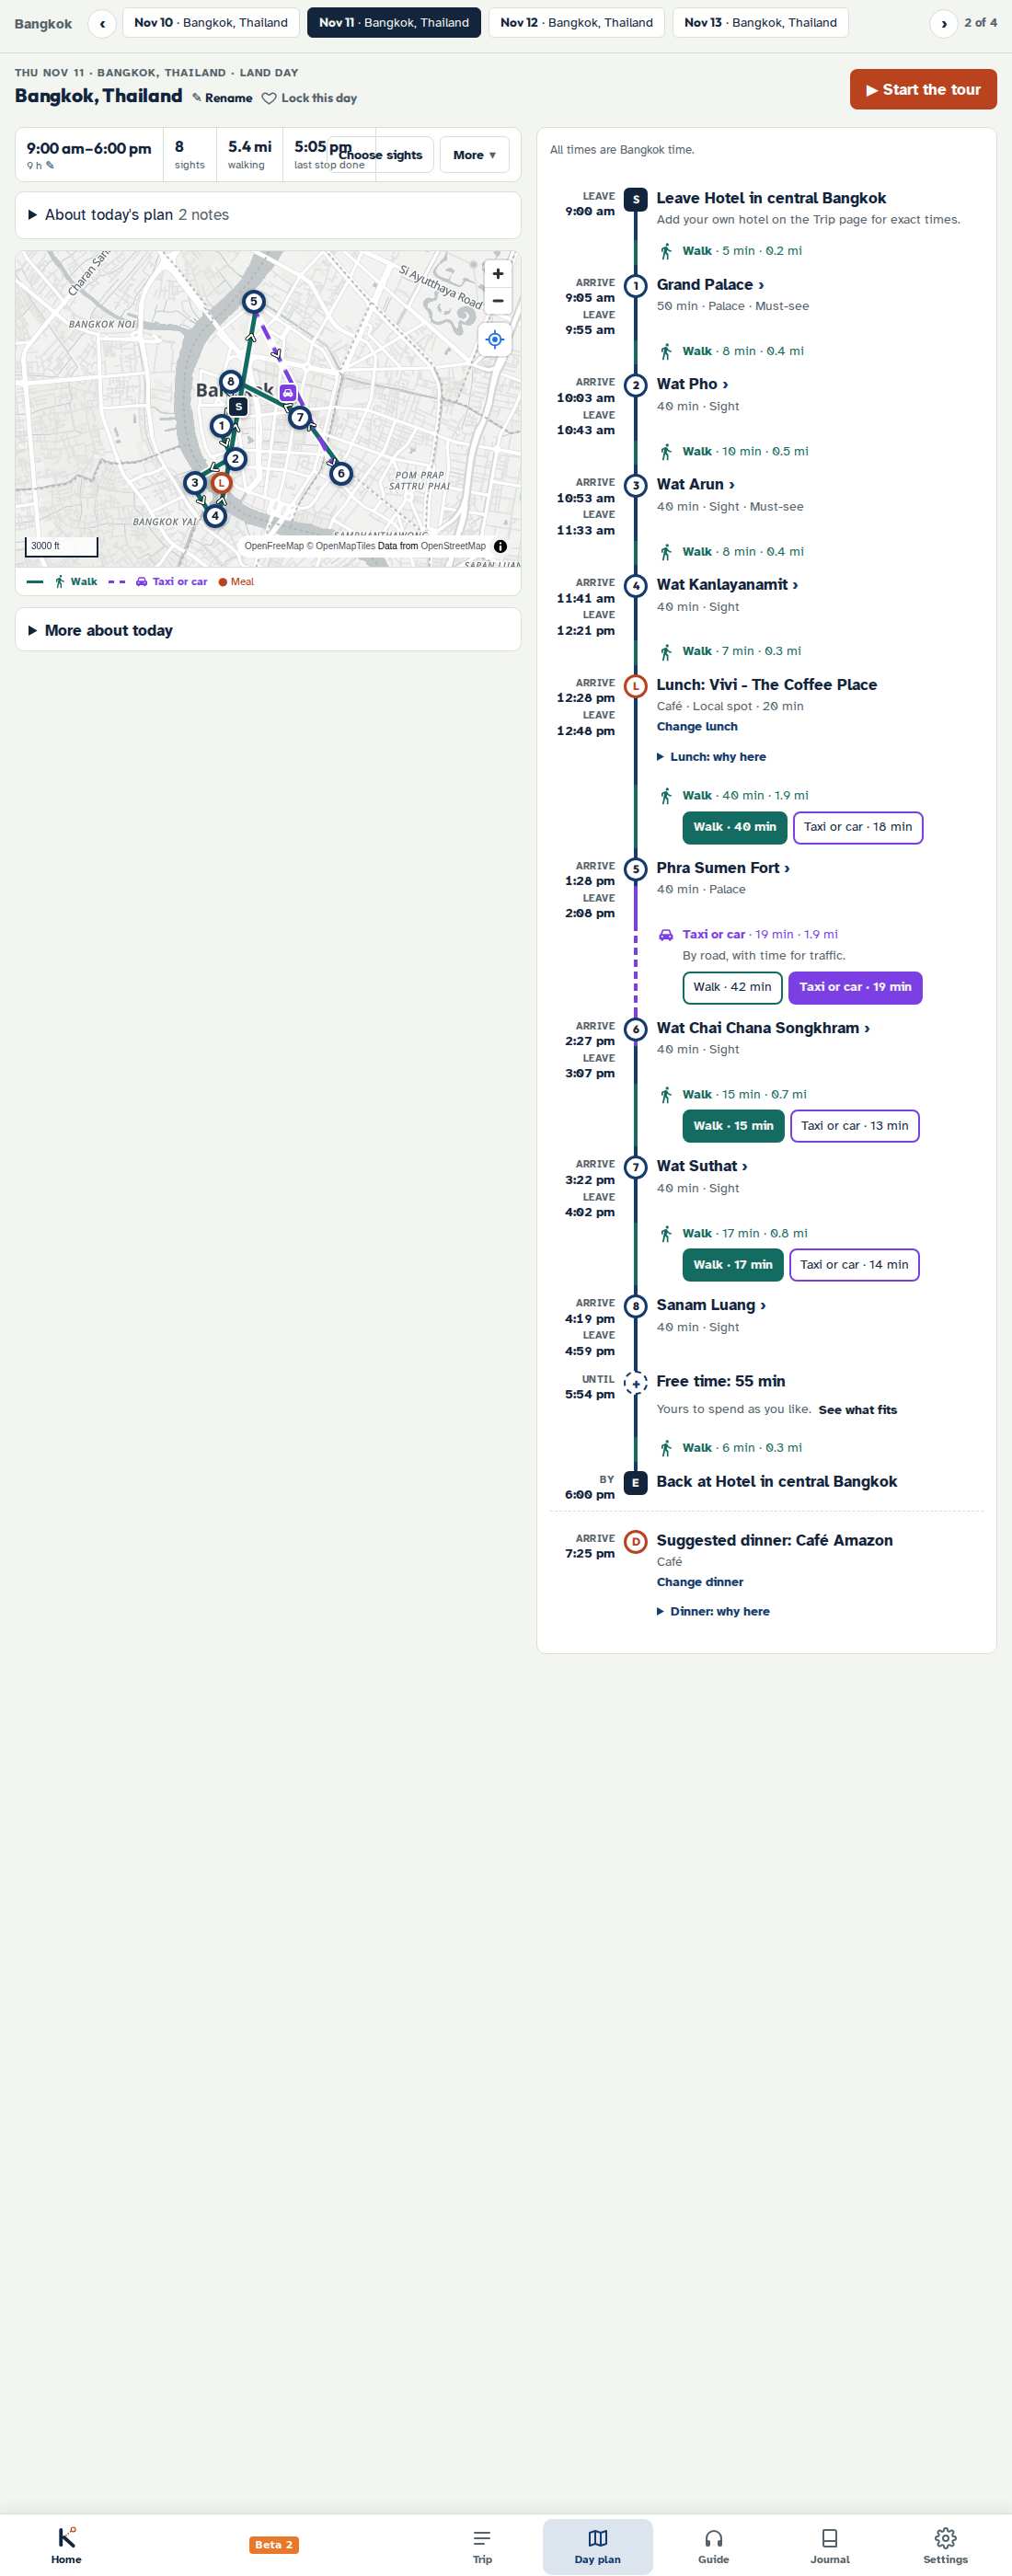 Bangkok
‹
Nov 10 · Bangkok, Thailand
Nov 11 · Bangkok, Thailand
Nov 12 · Bangkok, Thailand
Nov 13 · Bangkok, Thailand
›
2 of 4
THU NOV 11 · BANGKOK, THAILAND · LAND DAY
Bangkok, Thailand
✎ Rename
Lock this day
▶ Start the tour
9:00 am–6:00 pm
9 h ✎
8
sights
5.4 mi
walking
5:05 pm
last stop done
Choose sights
More ▾
▶ About today's plan 2 notes
Charan San
Si Ayutthaya Road
BANGKOK NOI
Bangkok
POM PRAP
SATTRU PHAI
BANGKOK YAI
SAMPHANTHAWONG
+
−
5
8
S
1
7
2
3
L
6
4
3000 ft
OpenFreeMap © OpenMapTiles Data from OpenStreetMap
Walk
Taxi or car
Meal
▶ More about today
All times are Bangkok time.
LEAVE
9:00 am
S
Leave Hotel in central Bangkok
Add your own hotel on the Trip page for exact times.
Walk · 5 min · 0.2 mi
ARRIVE
9:05 am
LEAVE
9:55 am
1
Grand Palace ›
50 min · Palace · Must-see
Walk · 8 min · 0.4 mi
ARRIVE
10:03 am
LEAVE
10:43 am
2
Wat Pho ›
40 min · Sight
Walk · 10 min · 0.5 mi
ARRIVE
10:53 am
LEAVE
11:33 am
3
Wat Arun ›
40 min · Sight · Must-see
Walk · 8 min · 0.4 mi
ARRIVE
11:41 am
LEAVE
12:21 pm
4
Wat Kanlayanamit ›
40 min · Sight
Walk · 7 min · 0.3 mi
ARRIVE
12:28 pm
LEAVE
12:48 pm
L
Lunch: Vivi - The Coffee Place
Café · Local spot · 20 min
Change lunch
▶ Lunch: why here
Walk · 40 min · 1.9 mi
Walk · 40 min
Taxi or car · 18 min
ARRIVE
1:28 pm
LEAVE
2:08 pm
5
Phra Sumen Fort ›
40 min · Palace
Taxi or car · 19 min · 1.9 mi
By road, with time for traffic.
Walk · 42 min
Taxi or car · 19 min
ARRIVE
2:27 pm
LEAVE
3:07 pm
6
Wat Chai Chana Songkhram ›
40 min · Sight
Walk · 15 min · 0.7 mi
Walk · 15 min
Taxi or car · 13 min
ARRIVE
3:22 pm
LEAVE
4:02 pm
7
Wat Suthat ›
40 min · Sight
Walk · 17 min · 0.8 mi
Walk · 17 min
Taxi or car · 14 min
ARRIVE
4:19 pm
LEAVE
4:59 pm
8
Sanam Luang ›
40 min · Sight
UNTIL
5:54 pm
+
Free time: 55 min
Yours to spend as you like. See what fits
Walk · 6 min · 0.3 mi
BY
6:00 pm
E
Back at Hotel in central Bangkok
ARRIVE
7:25 pm
D
Suggested dinner: Café Amazon
Café
Change dinner
▶ Dinner: why here
Home
Beta 2
Trip
Day plan
Guide
Journal
Settings